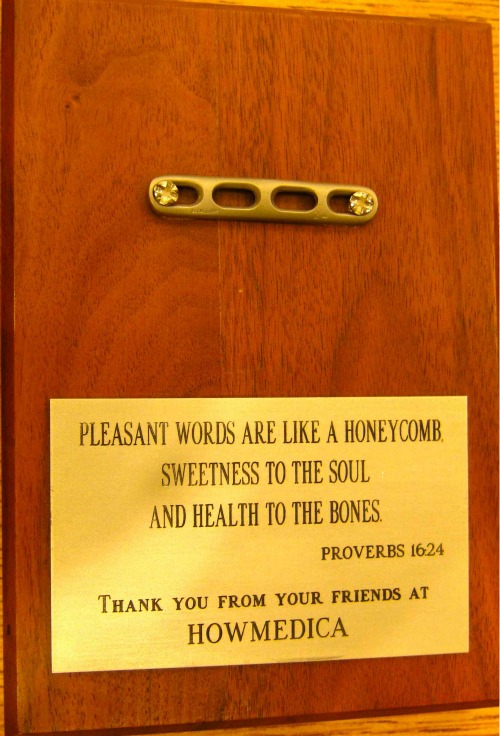 PLEASANT WORDS ARE LIKE A HONEYCOMB,
SWEETNESS TO THE SOUL
AND HEALTH TO THE BONES.
PROVERBS 16:24
THANK YOU FROM YOUR FRIENDS AT
HOWMEDICA